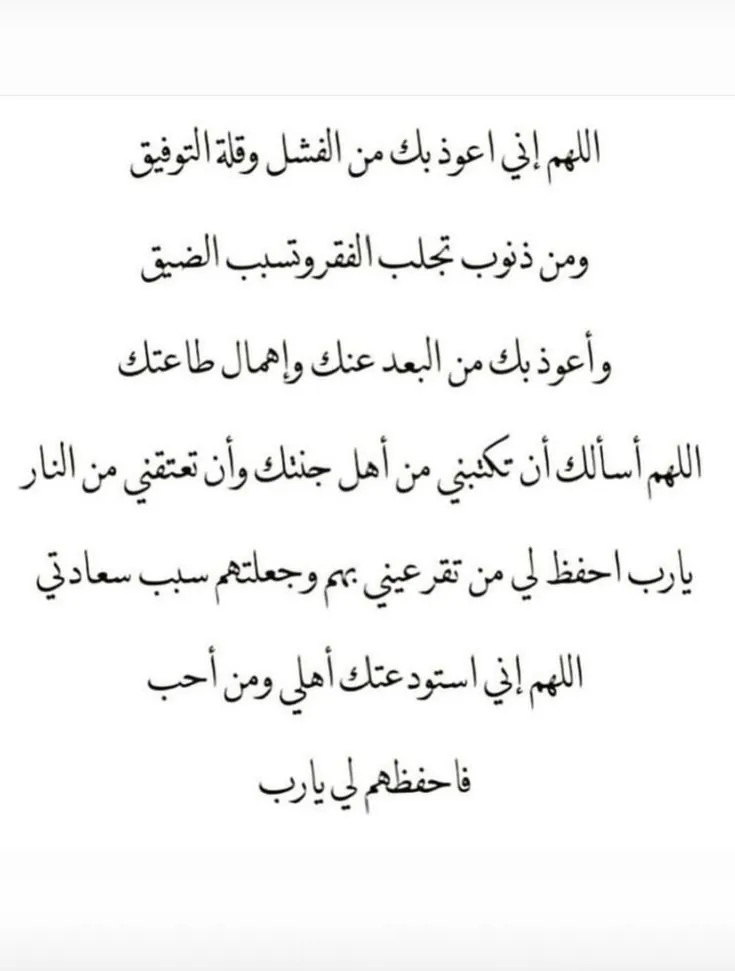 اللهم إني اعوذ بك من الفشل وقلة التوفيق
ومن ذنوب تجلب الفقر وتسبب الضيق
وأعوذ بك من البعد عنك وإهمال طاعتك
اللهم أسألك أن تكتبني من أهل جنتك وأن تعتقني من النار
يارب احفظ لي من تقر عيني بهم وجعلتهم سبب سعادتي
اللهم إني استودعتك أهلي ومن أحب
فاحفظهم لي يارب